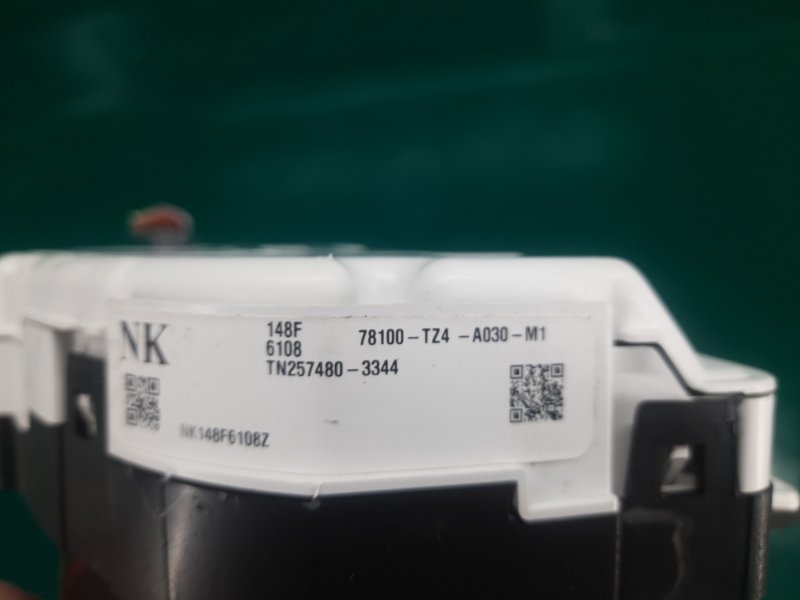 NK
148F
6108
78100-TZ4 -A030-M1
TN257480-3344
NK148F6108Z